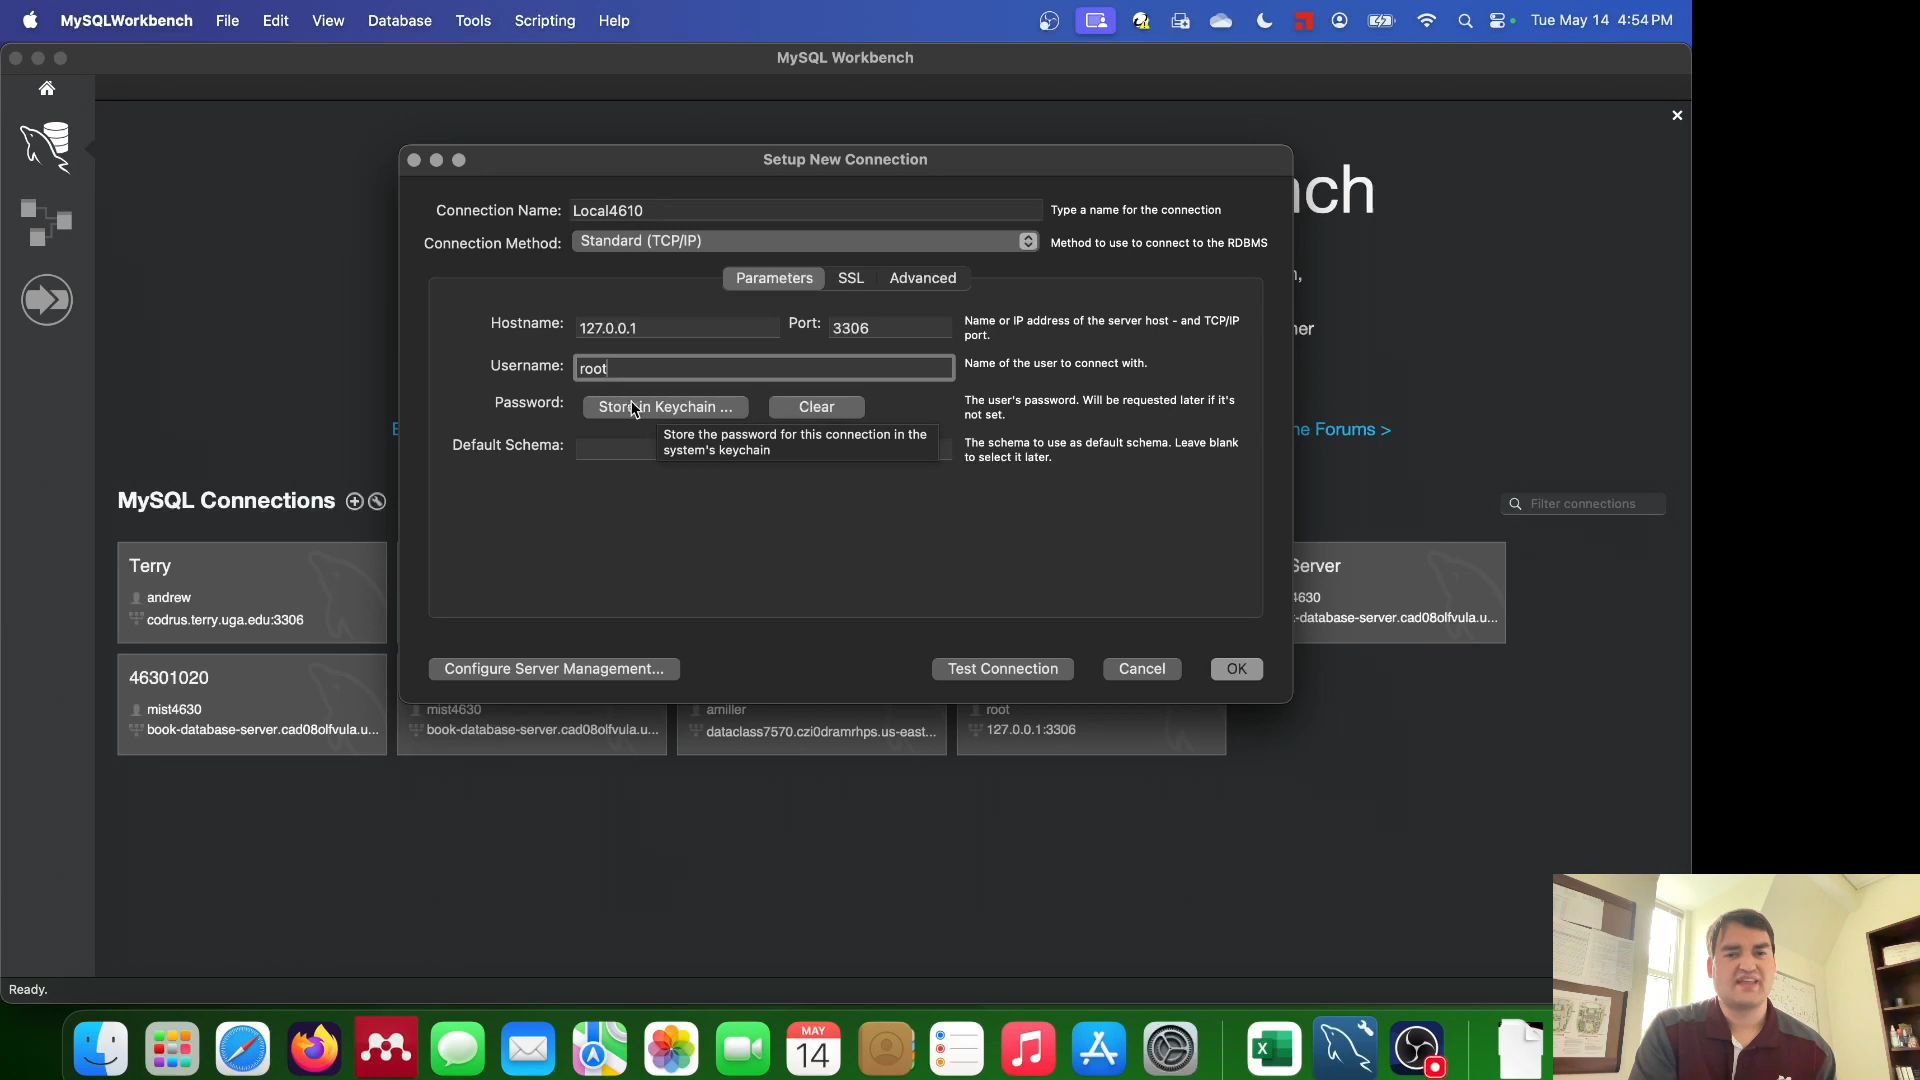 MySQLWorkbench File Edit View Database Tools Scripting Help Tue May 14 4:54 PM
MySQL Workbench
Setup New Connection
Connection Name: Local4610 Type a name for the connection
Connection Method: Standard (TCP/IP) Method to use to connect to the RDBMS
Parameters SSL Advanced
Hostname: 127.0.0.1 Port: 3306 Name or IP address of the server host - and TCP/IP
port.
Username: root Name of the user to connect with.
Password: Store in Keychain ... Clear The user's password. Will be requested later if it's
not set.
Store the password for this connection in the
system's keychain
Default Schema: The schema to use as default schema. Leave blank
to select it later.
Configure Server Management... Test Connection Cancel OK
nch
n,
ner
he Forums >
MySQL Connections Filter connections
Terry
andrew
codrus.terry.uga.edu:3306
Server
4630
-database-server.cad08olfvula.u...
46301020
mist4630
book-database-server.cad08olfvula.u...
mist4630
book-database-server.cad08olfvula.u...
amiller
dataclass7570.czi0dramrhps.us-east...
root
127.0.0.1:3306
Ready.
MAY
14